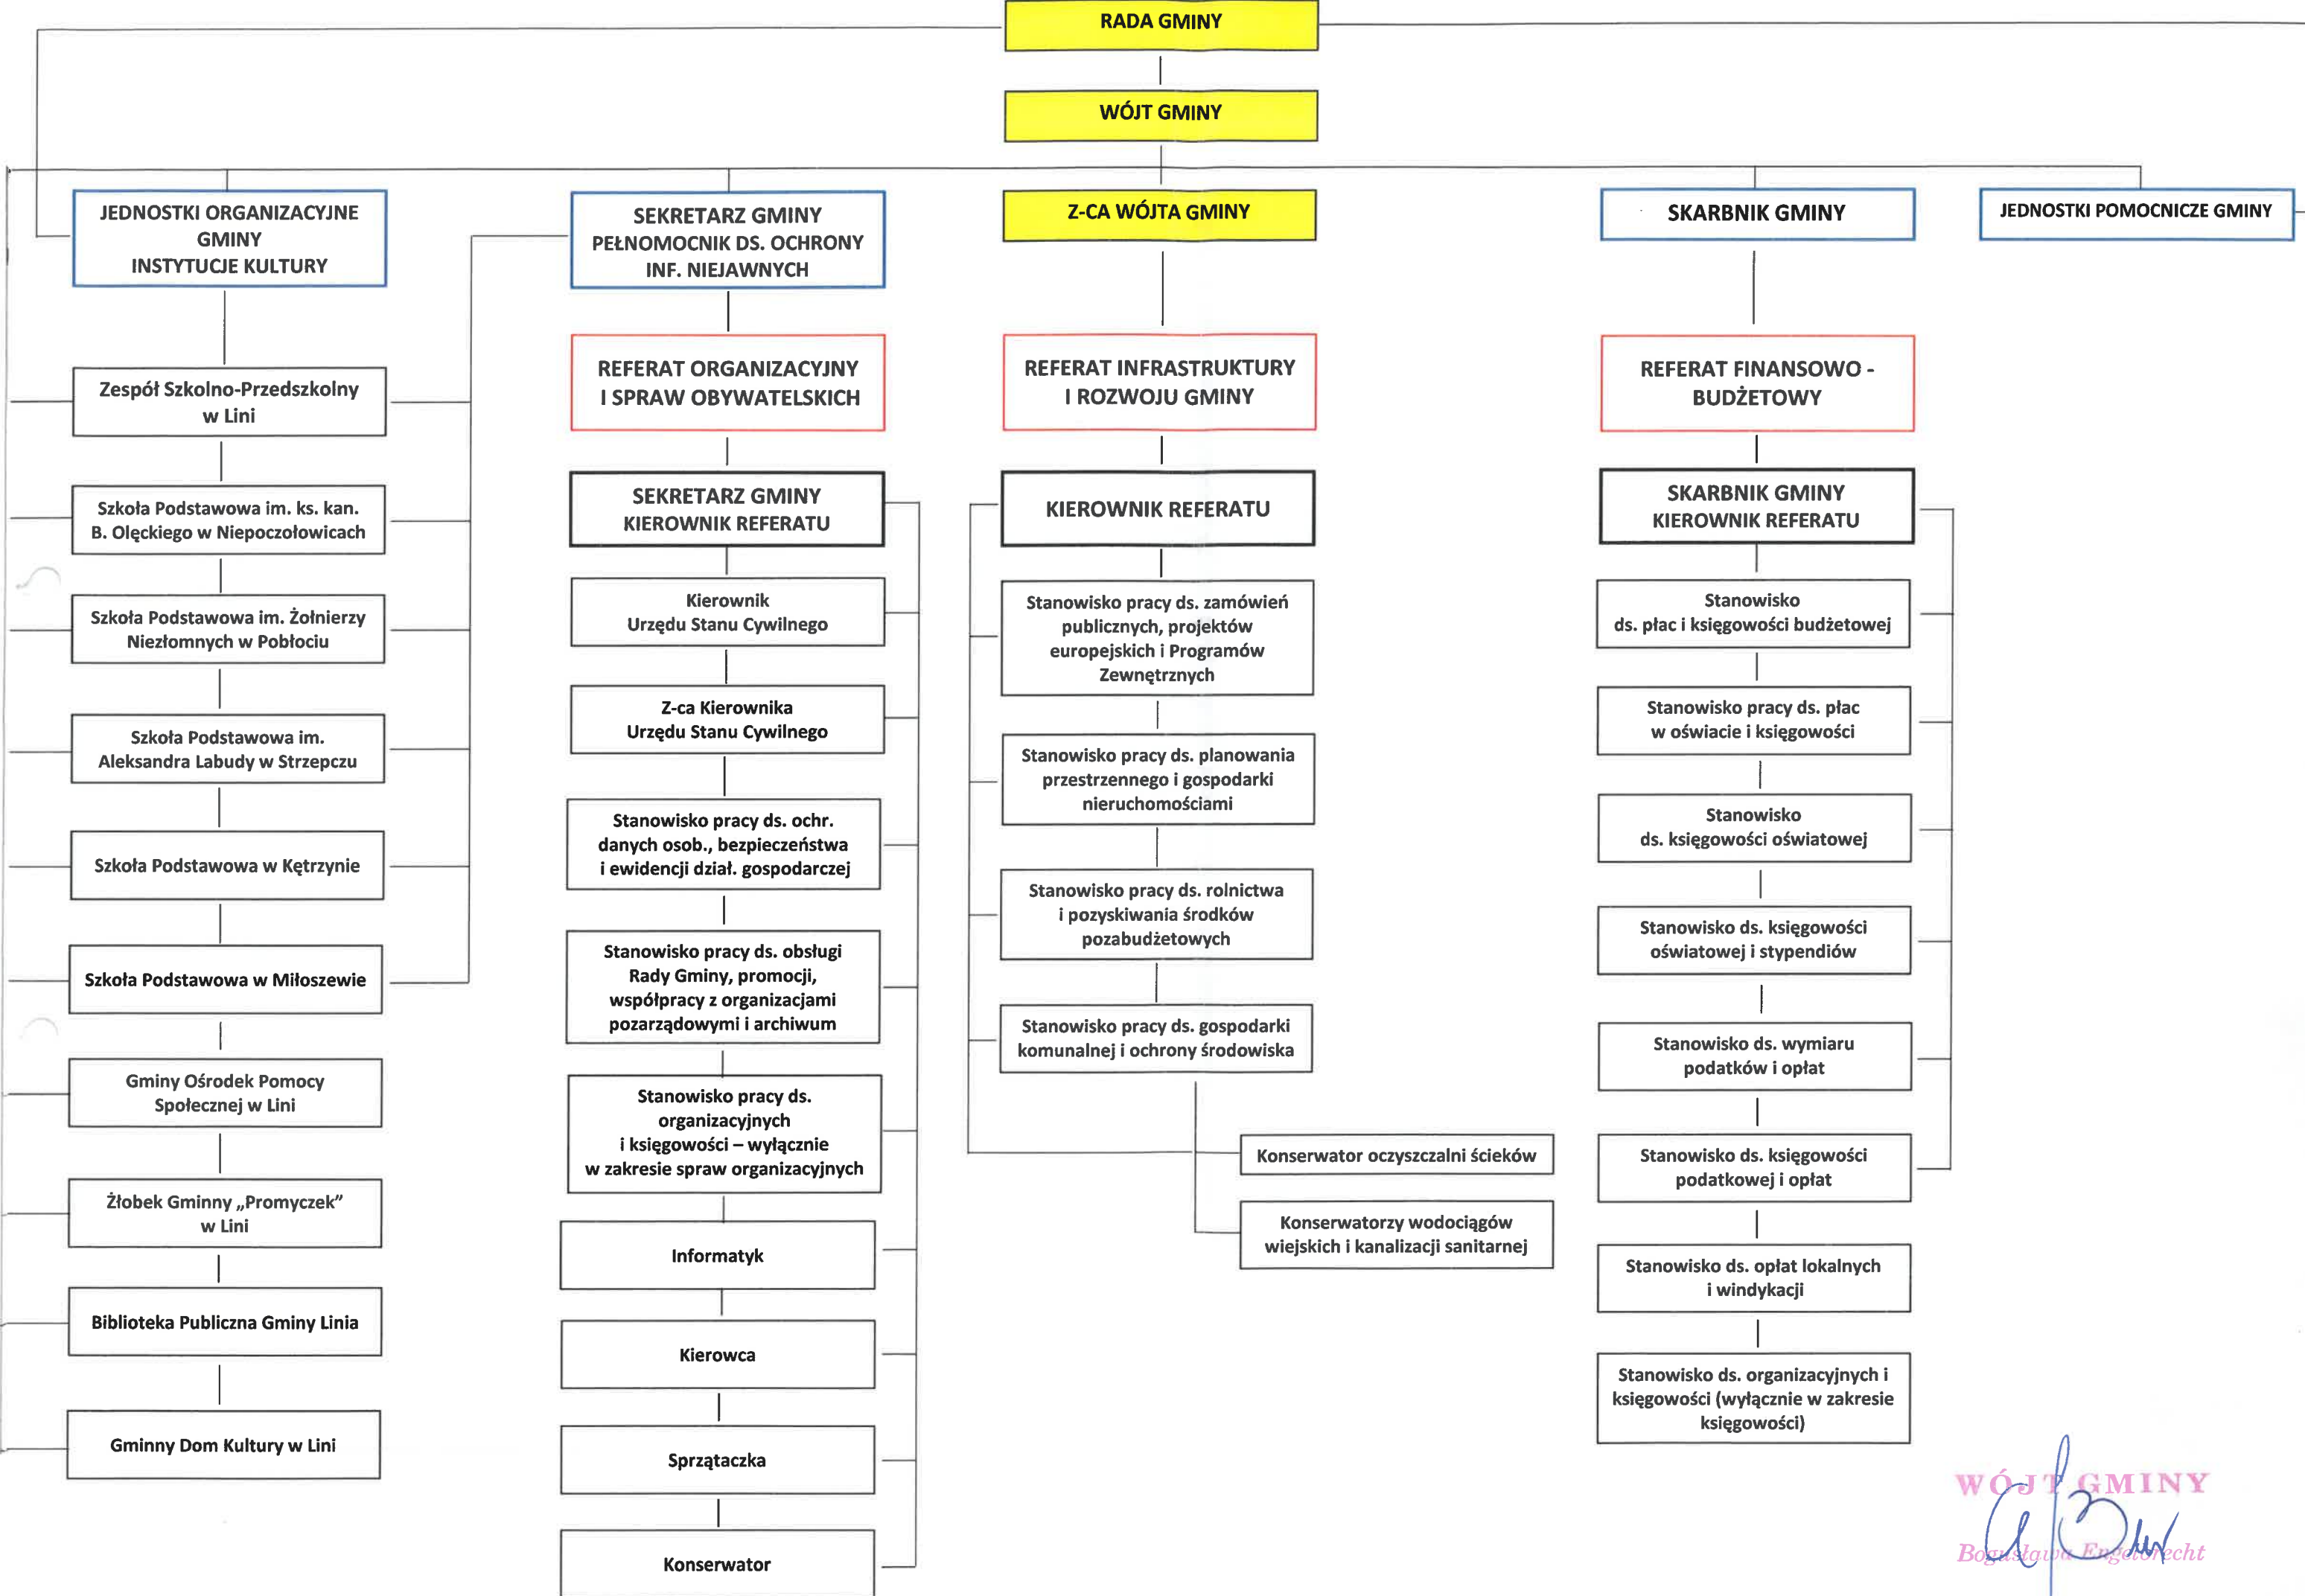 RADA GMINY
WÓJT GMINY
JEDNOSTKI ORGANIZACYJNE
GMINY
INSTYTUCJE KULTURY
SEKRETARZ GMINY
PEŁNOMOCNIK DS. OCHRONY
INF. NIEJAWNYCH
Z-CA WÓJTA GMINY
SKARBNIK GMINY
JEDNOSTKI POMOCNICZE GMINY
Zespół Szkolno-Przedszkolny
w Lini
Szkoła Podstawowa im. ks. kan.
B. Olęckiego w Niepoczołowicach
Szkoła Podstawowa im. Żołnierzy
Niezłomnych w Pobłociu
Szkoła Podstawowa im.
Aleksandra Labudy w Strzepczu
Szkoła Podstawowa w Kętrzynie
Szkoła Podstawowa w Miłoszewie
Gminy Ośrodek Pomocy
Społecznej w Lini
Żłobek Gminny „Promyczek”
w Lini
Biblioteka Publiczna Gminy Linia
Gminny Dom Kultury w Lini
REFERAT ORGANIZACYJNY
I SPRAW OBYWATELSKICH
SEKRETARZ GMINY
KIEROWNIK REFERATU
Kierownik
Urzędu Stanu Cywilnego
Z-ca Kierownika
Urzędu Stanu Cywilnego
Stanowisko pracy ds. ochr.
danych osob., bezpieczeństwa
i ewidencji dział. gospodarczej
Stanowisko pracy ds. obsługi
Rady Gminy, promocji,
współpracy z organizacjami
pozarządowymi i archiwum
Stanowisko pracy ds.
organizacyjnych
i księgowości – wyłącznie
w zakresie spraw organizacyjnych
Informatyk
Kierowca
Sprzątaczka
Konserwator
REFERAT INFRASTRUKTURY
I ROZWOJU GMINY
KIEROWNIK REFERATU
Stanowisko pracy ds. zamówień
publicznych, projektów
europejskich i Programów
Zewnętrznych
Stanowisko pracy ds. planowania
przestrzennego i gospodarki
nieruchomościami
Stanowisko pracy ds. rolnictwa
i pozyskiwania środków
pozabudżetowych
Stanowisko pracy ds. gospodarki
komunalnej i ochrony środowiska
Konserwator oczyszczalni ścieków
Konserwatorzy wodociągów
wiejskich i kanalizacji sanitarnej
REFERAT FINANSOWO -
BUDŻETOWY
SKARBNIK GMINY
KIEROWNIK REFERATU
Stanowisko
ds. płac i księgowości budżetowej
Stanowisko pracy ds. płac
w oświacie i księgowości
Stanowisko
ds. księgowości oświatowej
Stanowisko ds. księgowości
oświatowej i stypendiów
Stanowisko ds. wymiaru
podatków i opłat
Stanowisko ds. księgowości
podatkowej i opłat
Stanowisko ds. opłat lokalnych
i windykacji
Stanowisko ds. organizacyjnych i
księgowości (wyłącznie w zakresie
księgowości)
WÓJT GMINY
Bogusława Engelbrecht